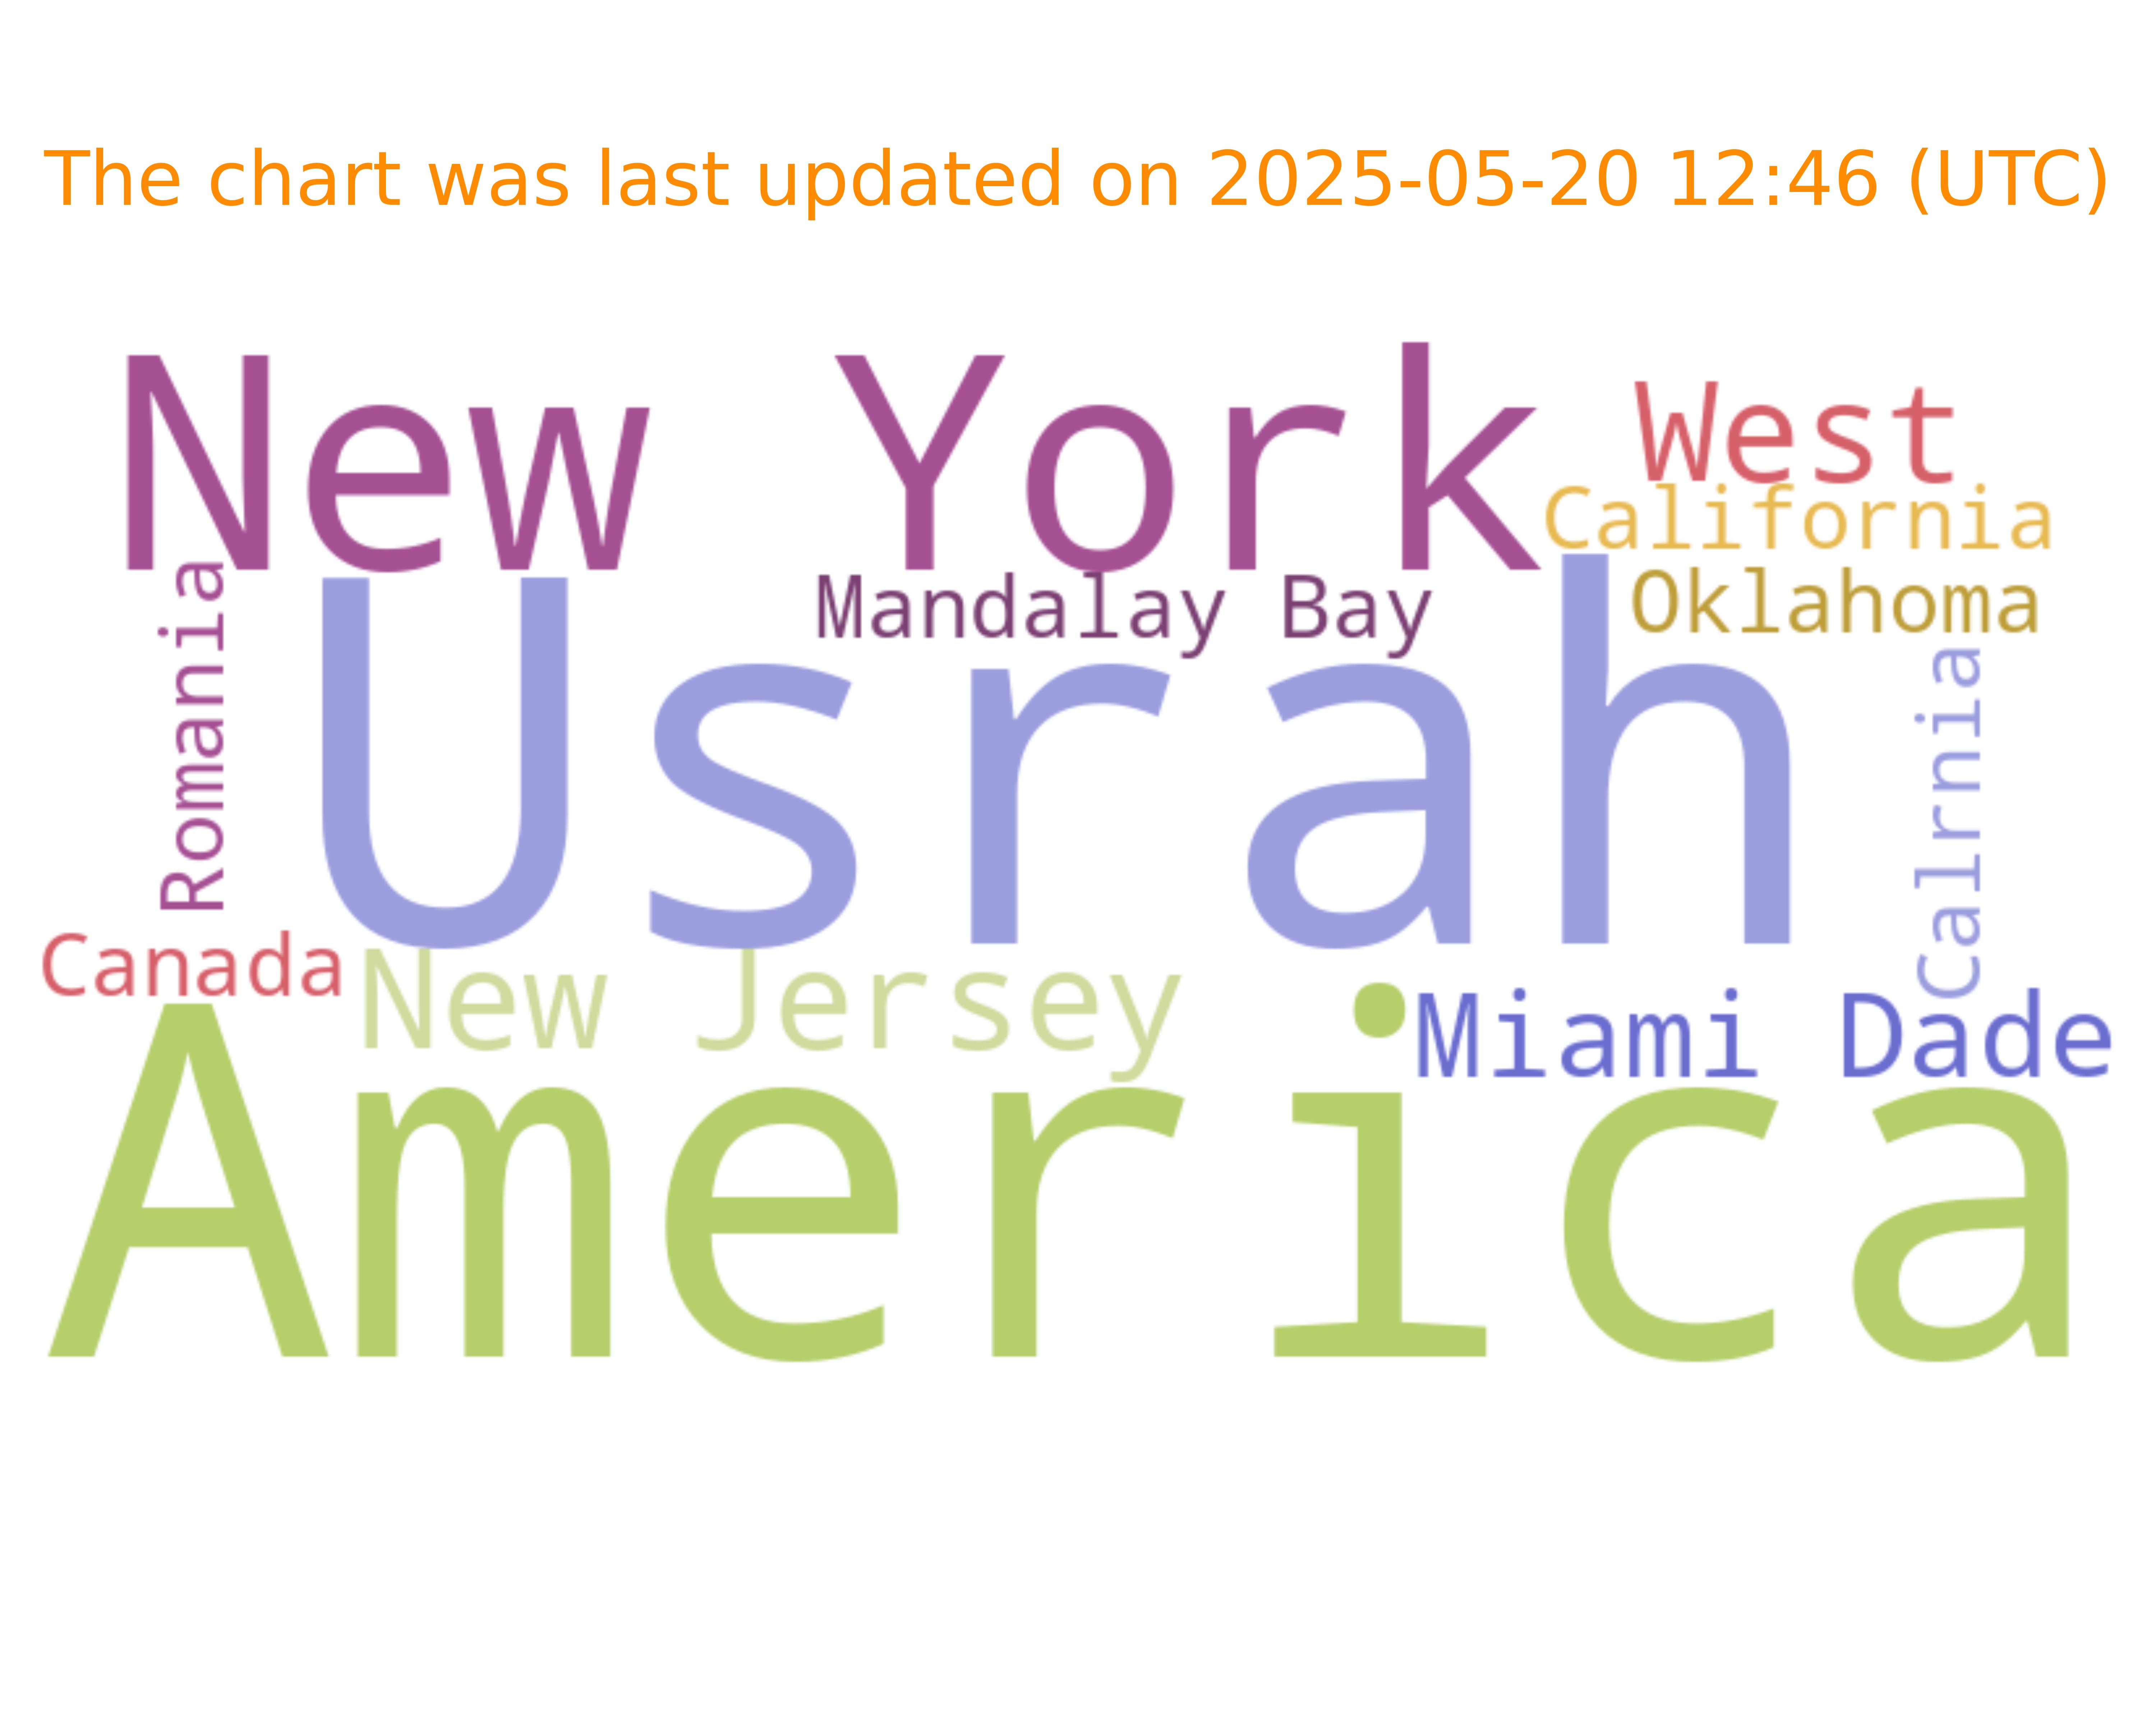 The chart was last updated on 2025-05-20 12:46 (UTC)
New York
West
California
Mandalay Bay
Oklahoma
Romania
Usrah
Calrnia
Canada
New Jersey
Miami Dade
America